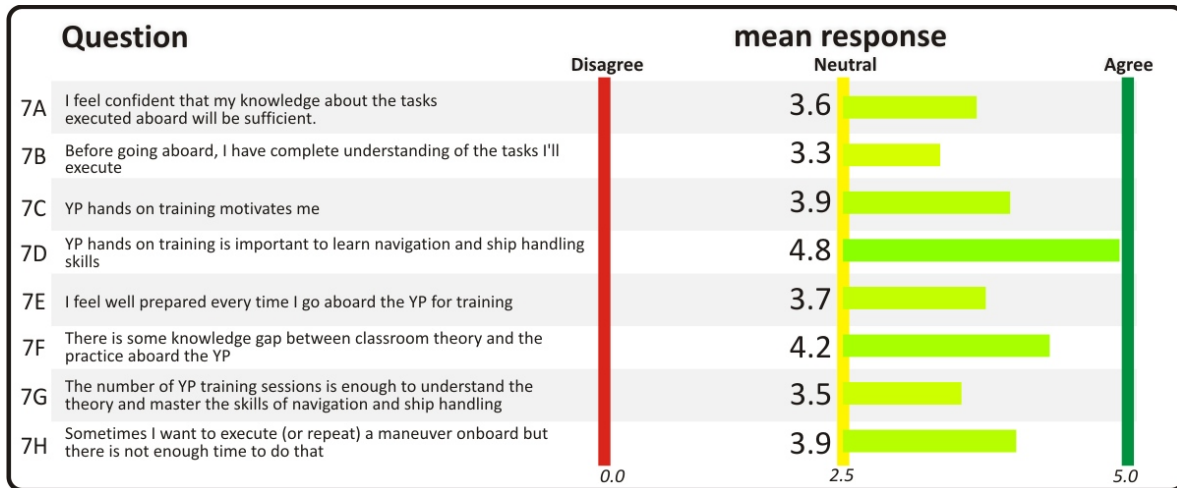 Question mean response
Disagree Neutral Agree
7A I feel confident that my knowledge about the tasks
executed aboard will be sufficient. 3.6
7B Before going aboard, I have complete understanding of the tasks I'll
execute 3.3
7C YP hands on training motivates me 3.9
7D YP hands on training is important to learn navigation and ship handling
skills 4.8
7E I feel well prepared every time I go aboard the YP for training 3.7
7F There is some knowledge gap between classroom theory and the
practice aboard the YP 4.2
7G The number of YP training sessions is enough to understand the
theory and master the skills of navigation and ship handling 3.5
7H Sometimes I want to execute (or repeat) a maneuver onboard but
there is not enough time to do that 3.9
0.0 2.5 5.0